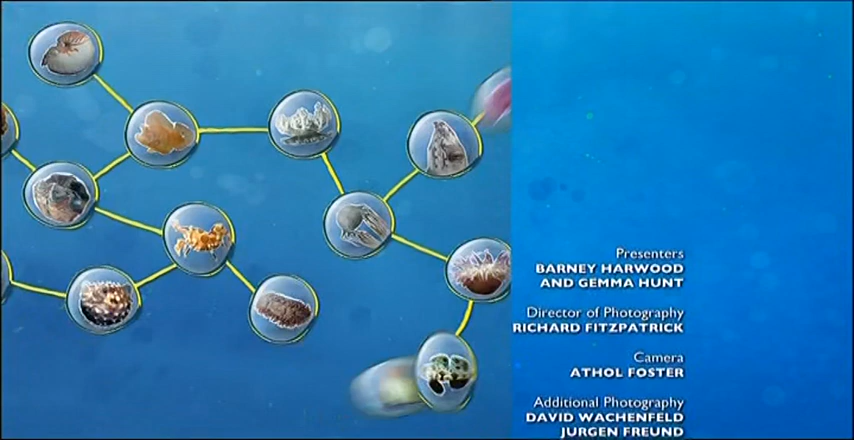 Presenters
BARNEY HARWOOD
AND GEMMA HUNT
Director of Photography
RICHARD FITZPATRICK
Camera
ATHOL FOSTER
Additional Photography
DAVID WACHENFELD
JURGEN FREUND